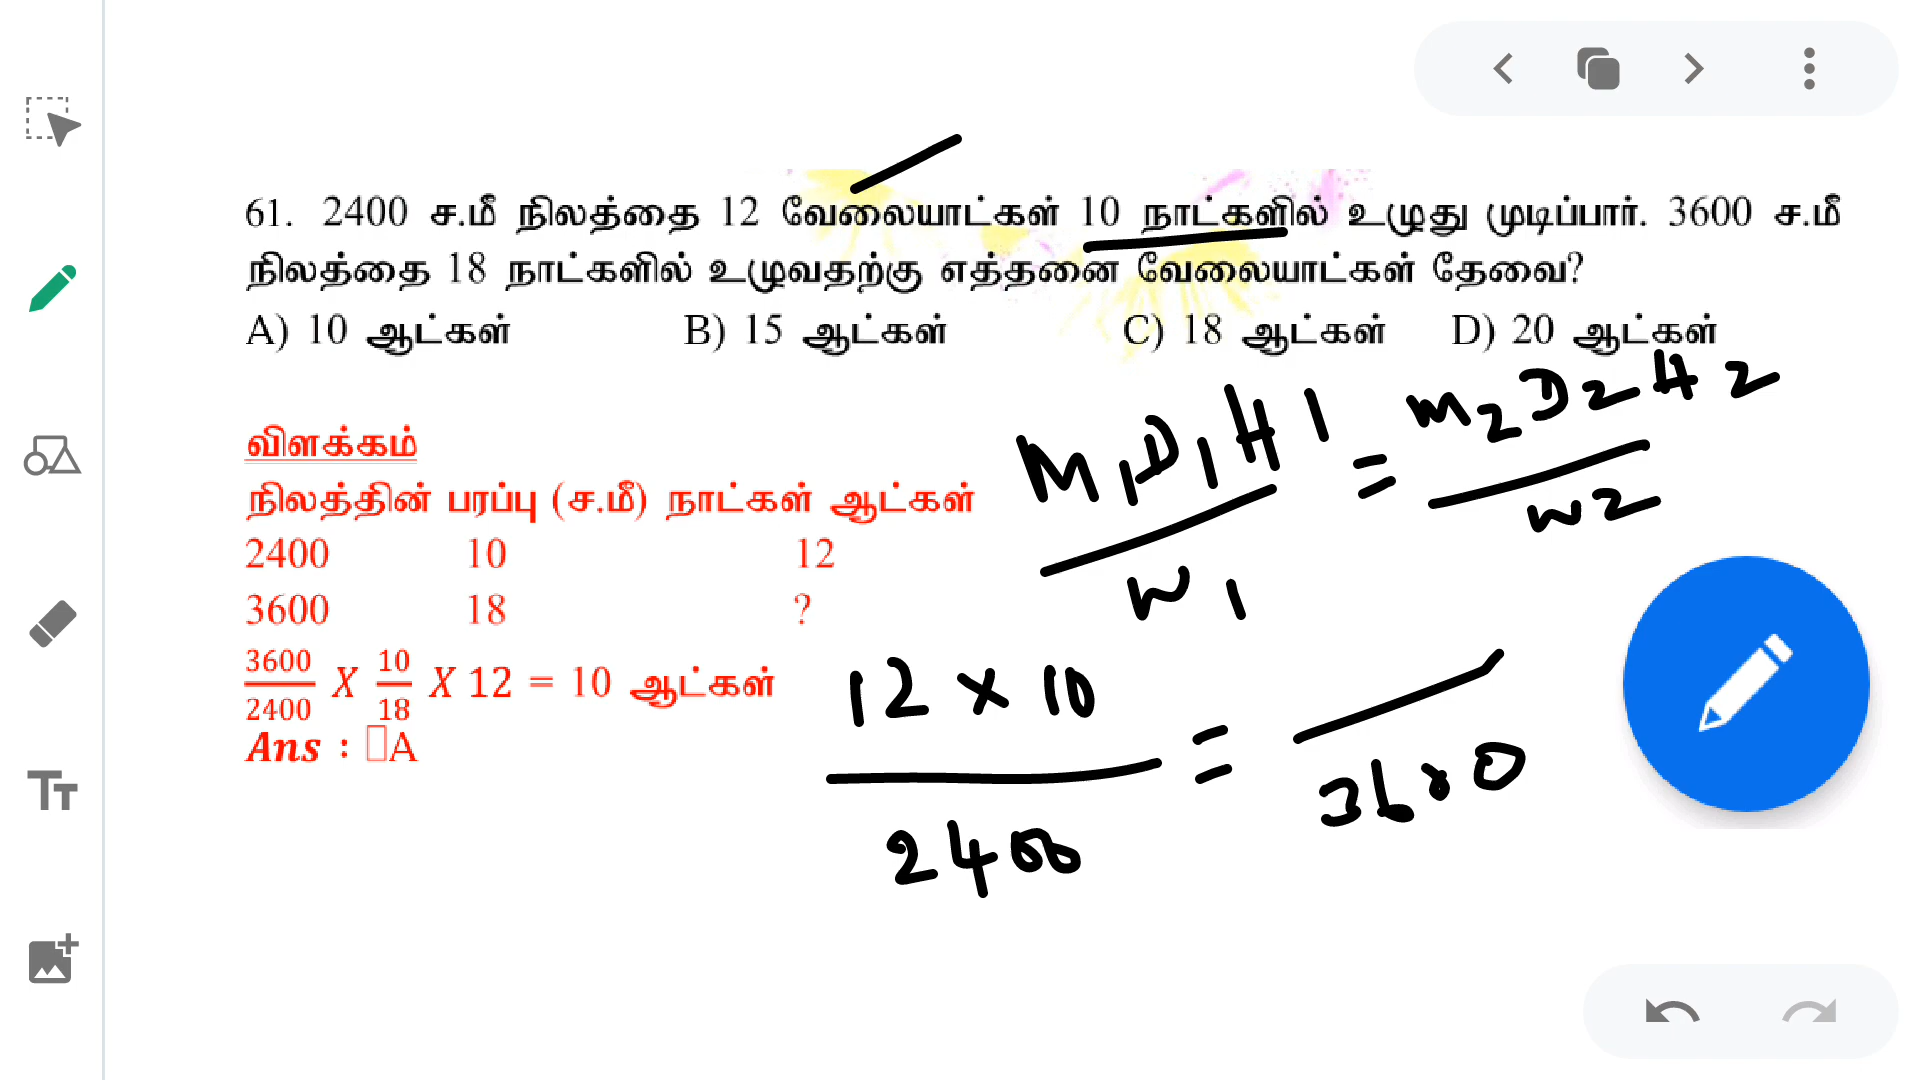 61. 2400 ச.மீ நிலத்தை 12 வேலையாட்கள் 10 நாட்களில் உழுது முடிப்பார். 3600 ச.மீ
நிலத்தை 18 நாட்களில் உழுவதற்கு எத்தனை வேலையாட்கள் தேவை?
A) 10 ஆட்கள் B) 15 ஆட்கள் C) 18 ஆட்கள் D) 20 ஆட்கள்
விளக்கம்
நிலத்தின் பரப்பு (ச.மீ) நாட்கள் ஆட்கள்
2400 10 12
3600 18 ?
3600/2400 X 10/18 X 12 = 10 ஆட்கள்
Ans : A
M1D1H1/W1 = M2D2H2/W2
12 x 10/2400 = /3600